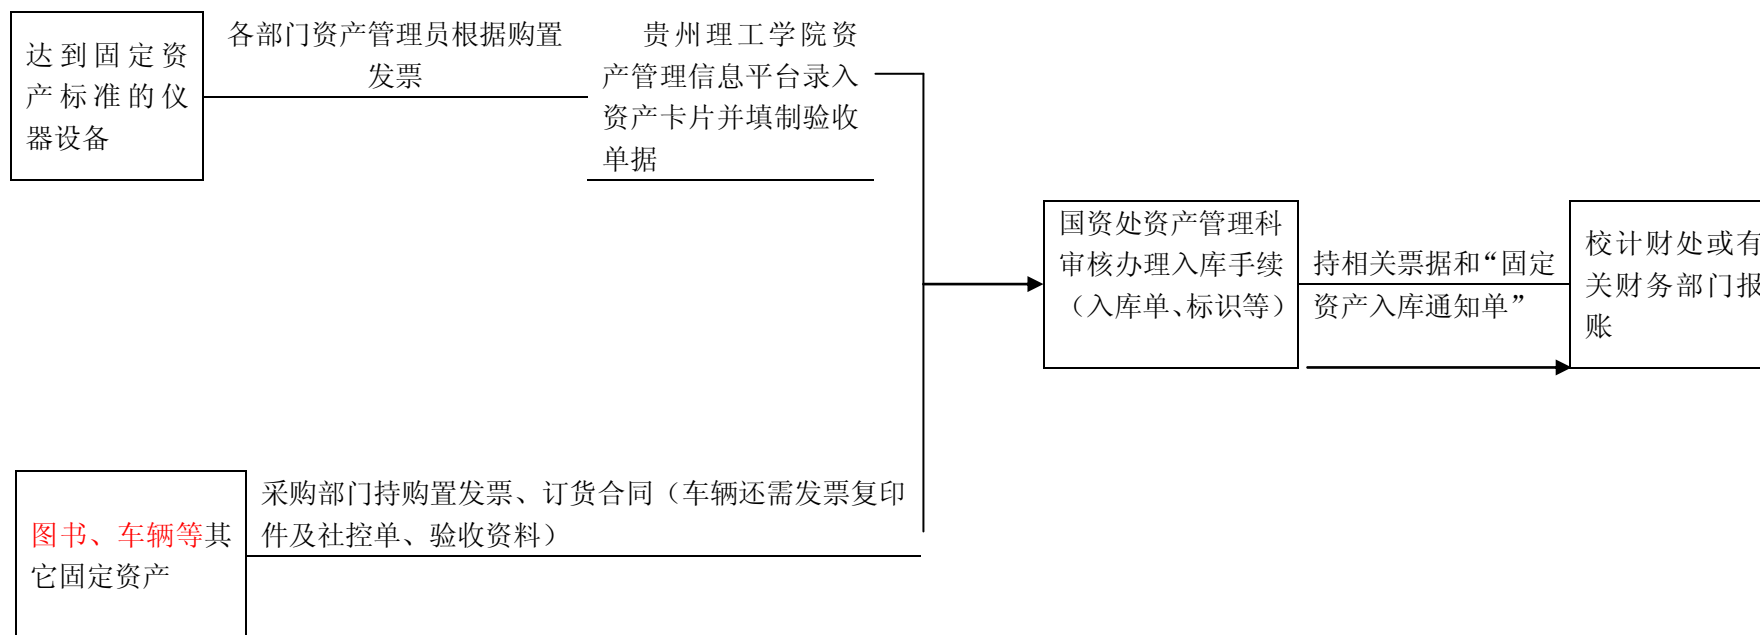 达到固定资
产标准的仪
器设备
各部门资产管理员根据购置
发票
贵州理工学院资
产管理信息平台录入
资产卡片并填制验收
单据
国资处资产管理科
审核办理入库手续
（入库单、标识等）
持相关票据和“固定
资产入库通知单”
校计财处或有
关财务部门报
账
图书、车辆等其
它固定资产
采购部门持购置发票、订货合同（车辆还需发票复印
件及社控单、验收资料）